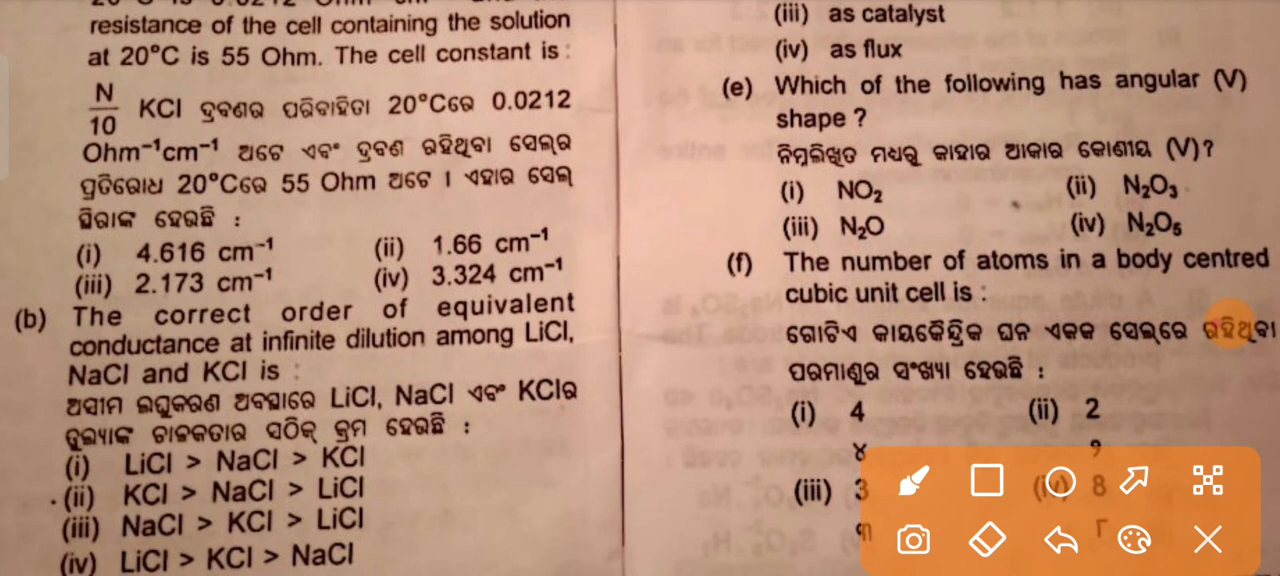 resistance of the cell containing the solution
at 20°C is 55 Ohm. The cell constant is :
N/10 KCl ଦ୍ରବଣର ପରିବାହିତା 20°Cରେ 0.0212
Ohm⁻¹cm⁻¹ ଅଟେ ଏବଂ ଦ୍ରବଣ ରହିଥିବା ସେଲ୍‌ର
ପ୍ରତିରୋଧ 20°Cରେ 55 Ohm ଅଟେ । ଏହାର ସେଲ୍
ସ୍ଥିରାଙ୍କ ହେଉଛି :
(i) 4.616 cm⁻¹ (ii) 1.66 cm⁻¹
(iii) 2.173 cm⁻¹ (iv) 3.324 cm⁻¹
(b) The correct order of equivalent
conductance at infinite dilution among LiCl,
NaCl and KCl is :
ଅସୀମ ଲଘୁକରଣ ଅବସ୍ଥାରେ LiCl, NaCl ଏବଂ KClର
ତୁଲ୍ୟାଙ୍କ ଚାଳକତାର ସଠିକ୍ କ୍ରମ ହେଉଛି :
(i) LiCl > NaCl > KCl
(ii) KCl > NaCl > LiCl
(iii) NaCl > KCl > LiCl
(iv) LiCl > KCl > NaCl
(iii) as catalyst
(iv) as flux
(e) Which of the following has angular (V)
shape ?
ନିମ୍ନଲିଖିତ ମଧ୍ୟରୁ କାହାର ଆକାର କୋଣୀୟ (V)?
(i) NO₂ (ii) N₂O₃
(iii) N₂O (iv) N₂O₅
(f) The number of atoms in a body centred
cubic unit cell is :
ଗୋଟିଏ କାୟକୈନ୍ଦ୍ରିକ ଘନ ଏକକ ସେଲ୍‌ରେ ରହିଥିବା
ପରମାଣୁର ସଂଖ୍ୟା ହେଉଛି :
(i) 4 (ii) 2
୪ ୨
(iii) 3 (iv) 8
୩ ୮